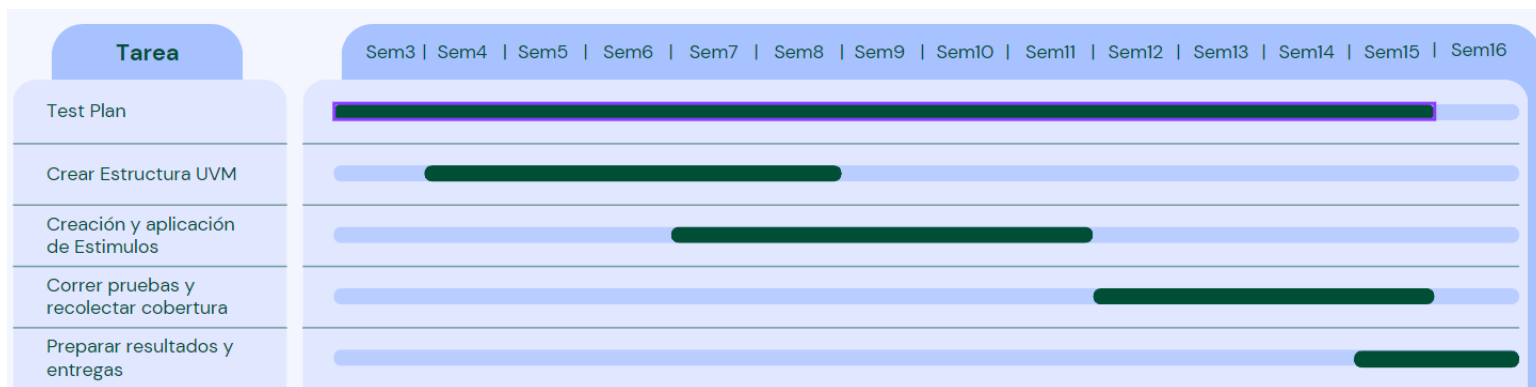 Tarea
Sem3 | Sem4 | Sem5 | Sem6 | Sem7 | Sem8 | Sem9 | Sem10 | Sem11 | Sem12 | Sem13 | Sem14 | Sem15 | Sem16
Test Plan
Crear Estructura UVM
Creación y aplicación
de Estimulos
Correr pruebas y
recolectar cobertura
Preparar resultados y
entregas